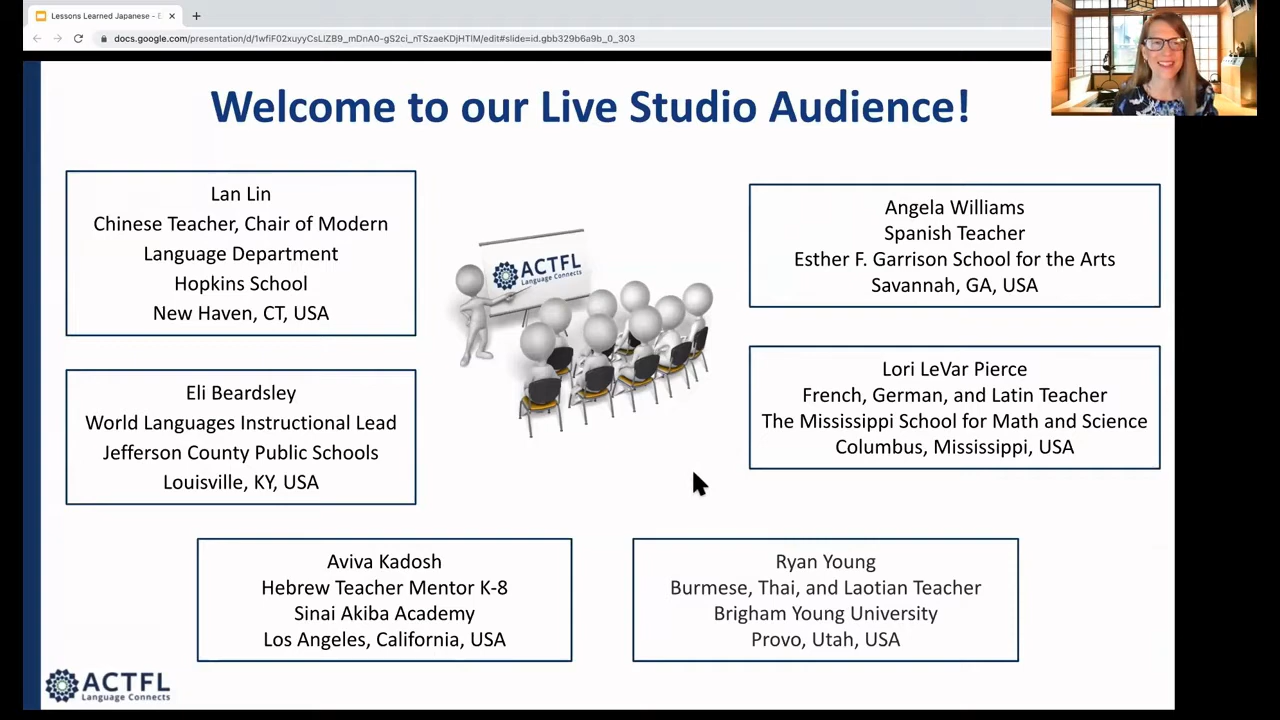 Lessons Learned Japanese - E
docs.google.com/presentation/d/1wfiF02xuyyCsLIZB9_mDnA0-gS2ci_nTSzaeKDjHTlM/edit#slide=id.gbb329b6a9b_0_303
Welcome to our Live Studio Audience!
Lan Lin
Chinese Teacher, Chair of Modern
Language Department
Hopkins School
New Haven, CT, USA
Angela Williams
Spanish Teacher
Esther F. Garrison School for the Arts
Savannah, GA, USA
ACTFL
Language Connects
Eli Beardsley
World Languages Instructional Lead
Jefferson County Public Schools
Louisville, KY, USA
Lori LeVar Pierce
French, German, and Latin Teacher
The Mississippi School for Math and Science
Columbus, Mississippi, USA
Aviva Kadosh
Hebrew Teacher Mentor K-8
Sinai Akiba Academy
Los Angeles, California, USA
Ryan Young
Burmese, Thai, and Laotian Teacher
Brigham Young University
Provo, Utah, USA
ACTFL
Language Connects